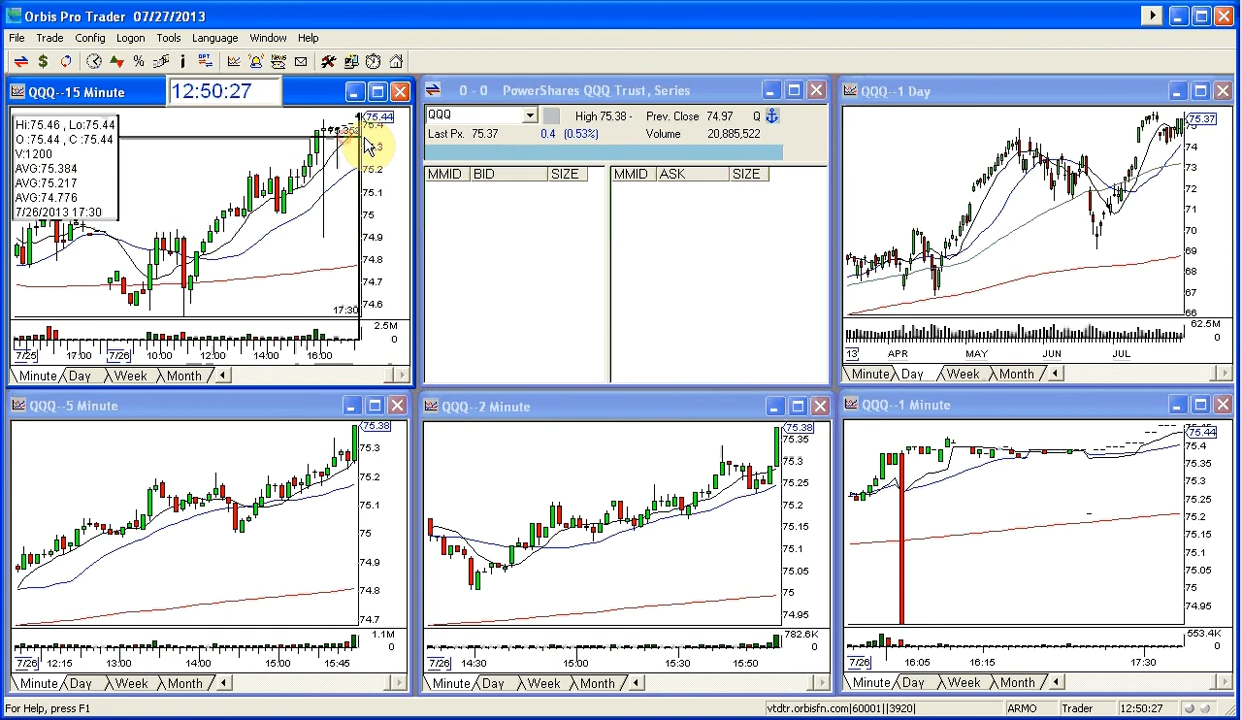 Orbis Pro Trader 07/27/2013
File Trade Config Logon Tools Language Window Help
QQQ--15 Minute
12:50:27
Hi:75.46 , Lo:75.44
O :75.44 , C :75.44
V:1200
AVG:75.384
AVG:75.217
AVG:74.776
7/26/2013 17:30
75.44
75.2
75.1
75
74.9
74.8
74.7
74.6
17:30
2.5M
0
7/25 17:00 7/26 10:00 12:00 14:00 16:00
Minute Day Week Month
0 - 0 PowerShares QQQ Trust, Series
QQQ High 75.38 - Prev. Close 74.97 Q
Last Px. 75.37 0.4 (0.53%) Volume 20,885,522
MMID BID SIZE MMID ASK SIZE
QQQ--1 Day
75.37
74
73
72
71
70
69
68
67
66
62.5M
0
13 APR MAY JUN JUL
Minute Day Week Month
QQQ--5 Minute
75.38
75.3
75.2
75.1
75
74.9
74.8
74.7
1.1M
0
7/26 12:15 13:00 14:00 15:00 15:45
Minute Day Week Month
QQQ--2 Minute
75.38
75.35
75.3
75.25
75.2
75.15
75.1
75.05
75
74.95
782.6K
0
7/26 14:30 15:00 15:30 15:50
Minute Day Week Month
QQQ--1 Minute
75.44
75.4
75.35
75.3
75.25
75.2
75.15
75.1
75.05
75
74.95
553.4K
0
7/26 16:05 16:15 17:30
Minute Day Week Month
For Help, press F1
vtdtr.orbisfn.com|60001||3920| ARMO Trader 12:50:27